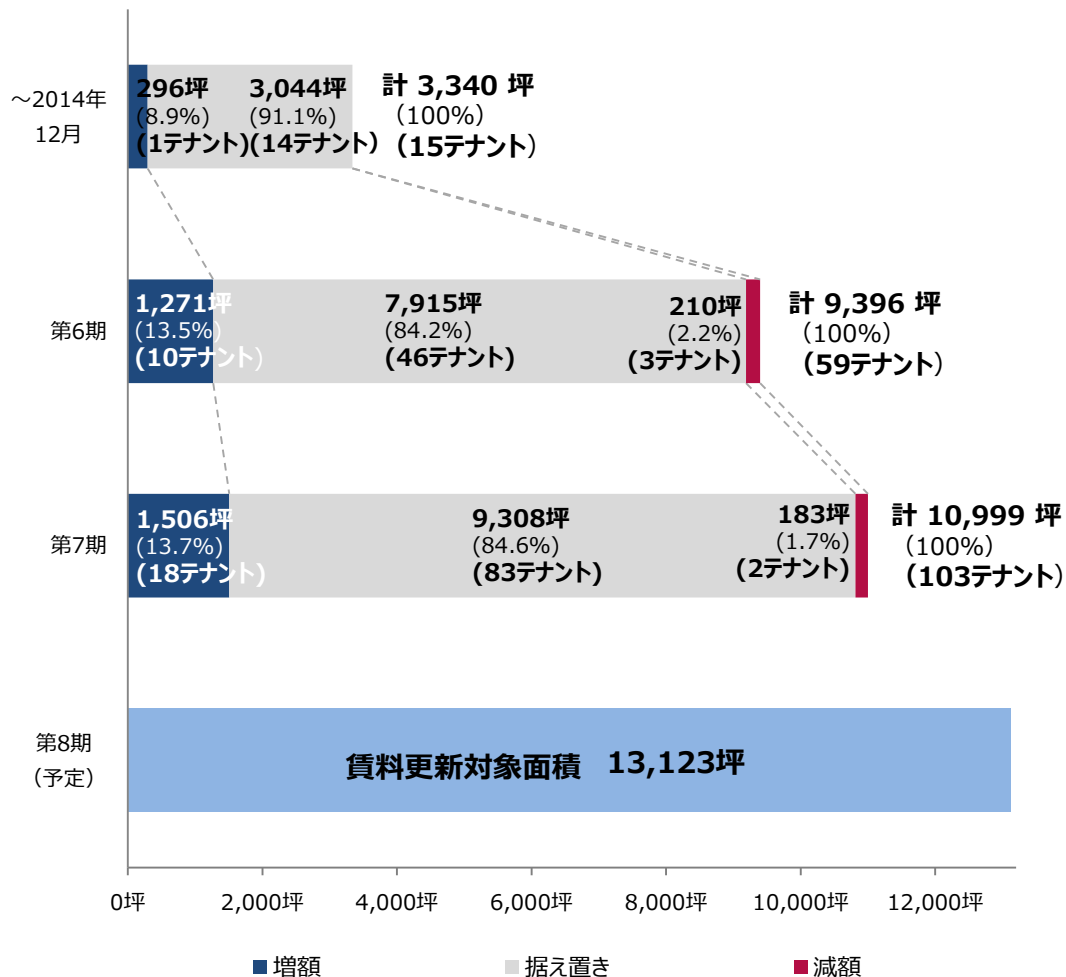 ～2014年
12月
296坪
(8.9%)
(1テナント)
3,044坪
(91.1%)
(14テナント)
計 3,340 坪
(100%)
(15テナント)
第6期
1,271坪
(13.5%)
(10テナント)
7,915坪
(84.2%)
(46テナント)
210坪
(2.2%)
(3テナント)
計 9,396 坪
(100%)
(59テナント)
第7期
1,506坪
(13.7%)
(18テナント)
9,308坪
(84.6%)
(83テナント)
183坪
(1.7%)
(2テナント)
計 10,999 坪
(100%)
(103テナント)
第8期
（予定）
賃料更新対象面積 13,123坪
0坪 2,000坪 4,000坪 6,000坪 8,000坪 10,000坪 12,000坪
増額 据え置き 減額